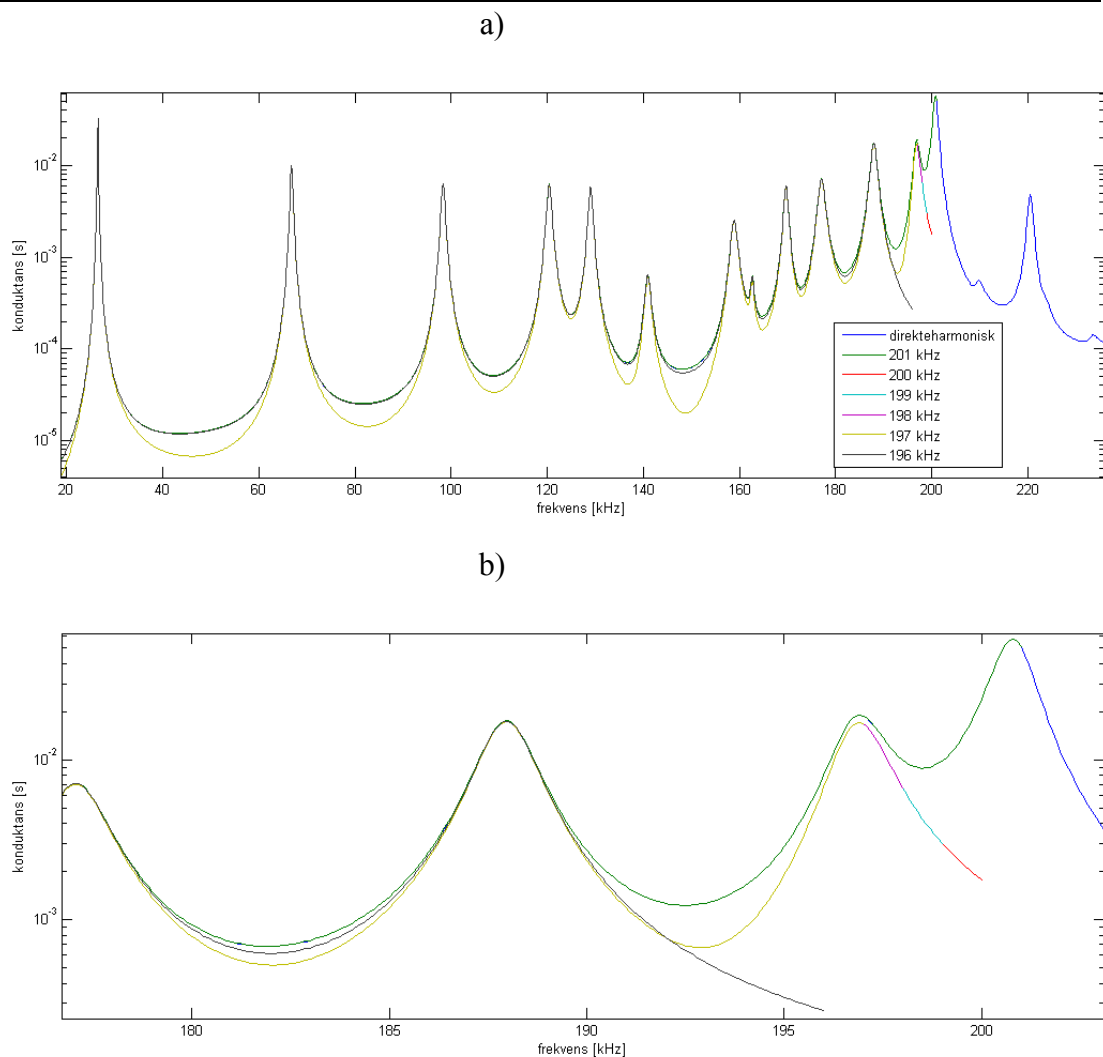 a)
konduktans [s]
10^-2
10^-3
10^-4
10^-5
20 40 60 80 100 120 140 160 180 200 220
frekvens [kHz]
direkteharmonisk
201 kHz
200 kHz
199 kHz
198 kHz
197 kHz
196 kHz
b)
konduktans [s]
10^-2
10^-3
180 185 190 195 200
frekvens [kHz]